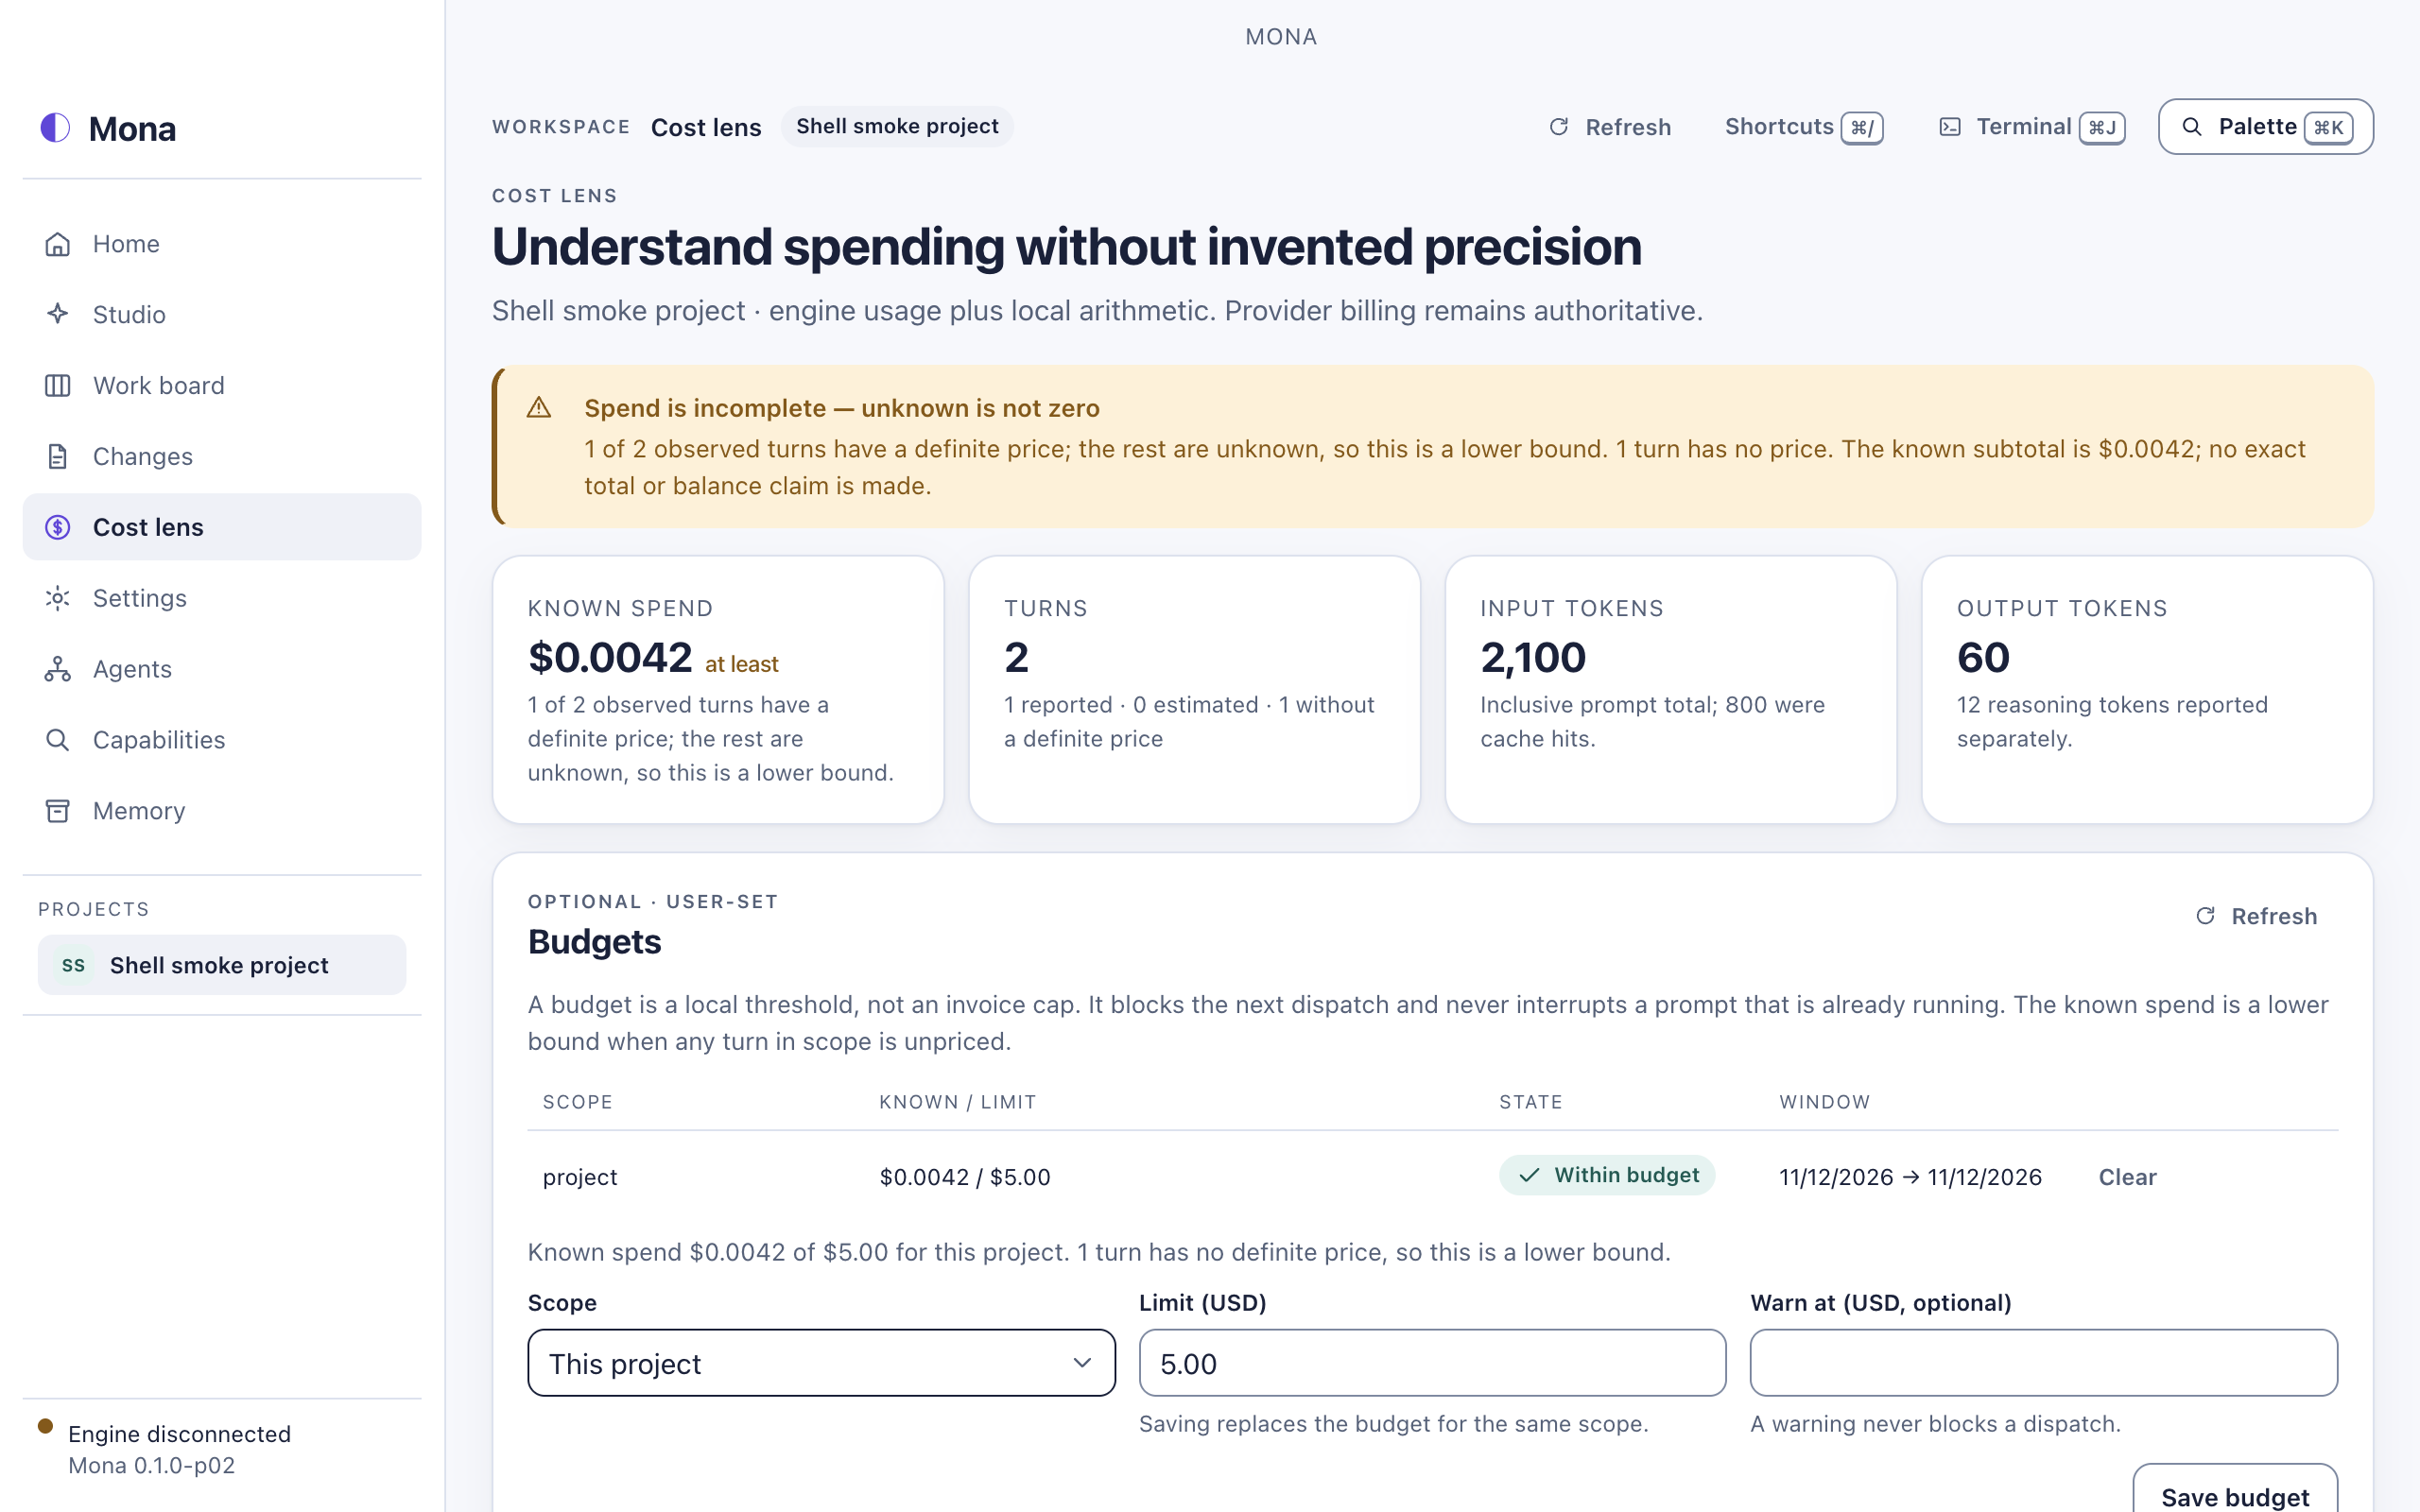 MONA
Mona
Home
Studio
Work board
Changes
Cost lens
Settings
Agents
Capabilities
Memory
PROJECTS
SS Shell smoke project
Engine disconnected
Mona 0.1.0-p02
WORKSPACE Cost lens Shell smoke project
Refresh Shortcuts ⌘/ Terminal ⌘J Palette ⌘K
COST LENS
Understand spending without invented precision
Shell smoke project · engine usage plus local arithmetic. Provider billing remains authoritative.
Spend is incomplete — unknown is not zero
1 of 2 observed turns have a definite price; the rest are unknown, so this is a lower bound. 1 turn has no price. The known subtotal is $0.0042; no exact
total or balance claim is made.
KNOWN SPEND
$0.0042 at least
1 of 2 observed turns have a
definite price; the rest are
unknown, so this is a lower bound.
TURNS
2
1 reported · 0 estimated · 1 without
a definite price
INPUT TOKENS
2,100
Inclusive prompt total; 800 were
cache hits.
OUTPUT TOKENS
60
12 reasoning tokens reported
separately.
OPTIONAL · USER-SET
Budgets
Refresh
A budget is a local threshold, not an invoice cap. It blocks the next dispatch and never interrupts a prompt that is already running. The known spend is a lower
bound when any turn in scope is unpriced.
SCOPE KNOWN / LIMIT STATE WINDOW
project $0.0042 / $5.00 Within budget 11/12/2026 → 11/12/2026 Clear
Known spend $0.0042 of $5.00 for this project. 1 turn has no definite price, so this is a lower bound.
Scope
This project
Limit (USD)
5.00
Saving replaces the budget for the same scope.
Warn at (USD, optional)
A warning never blocks a dispatch.
Save budget